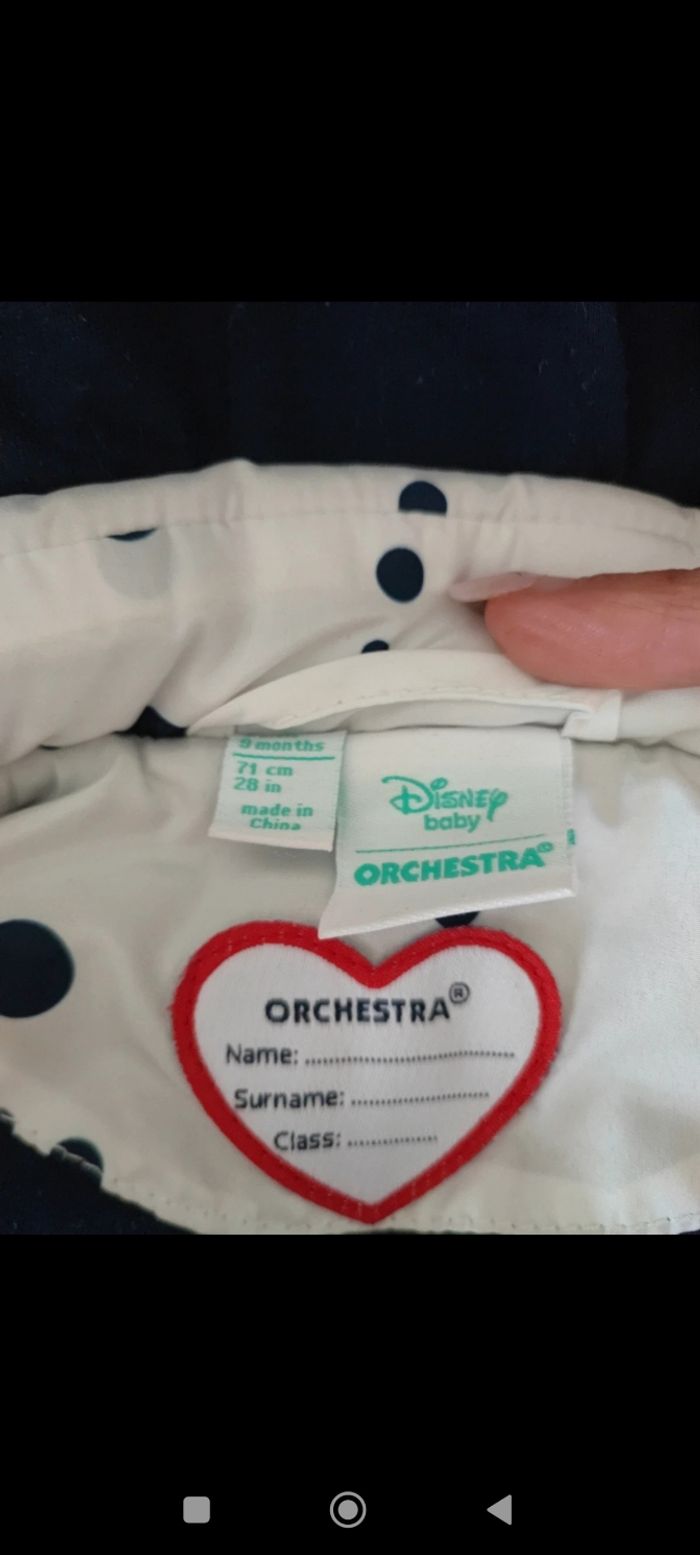 9 months
71 cm
28 in
made in
China
Disney
baby
ORCHESTRA®
ORCHESTRA®
Name: ....................
Surname: ....................
Class: ....................